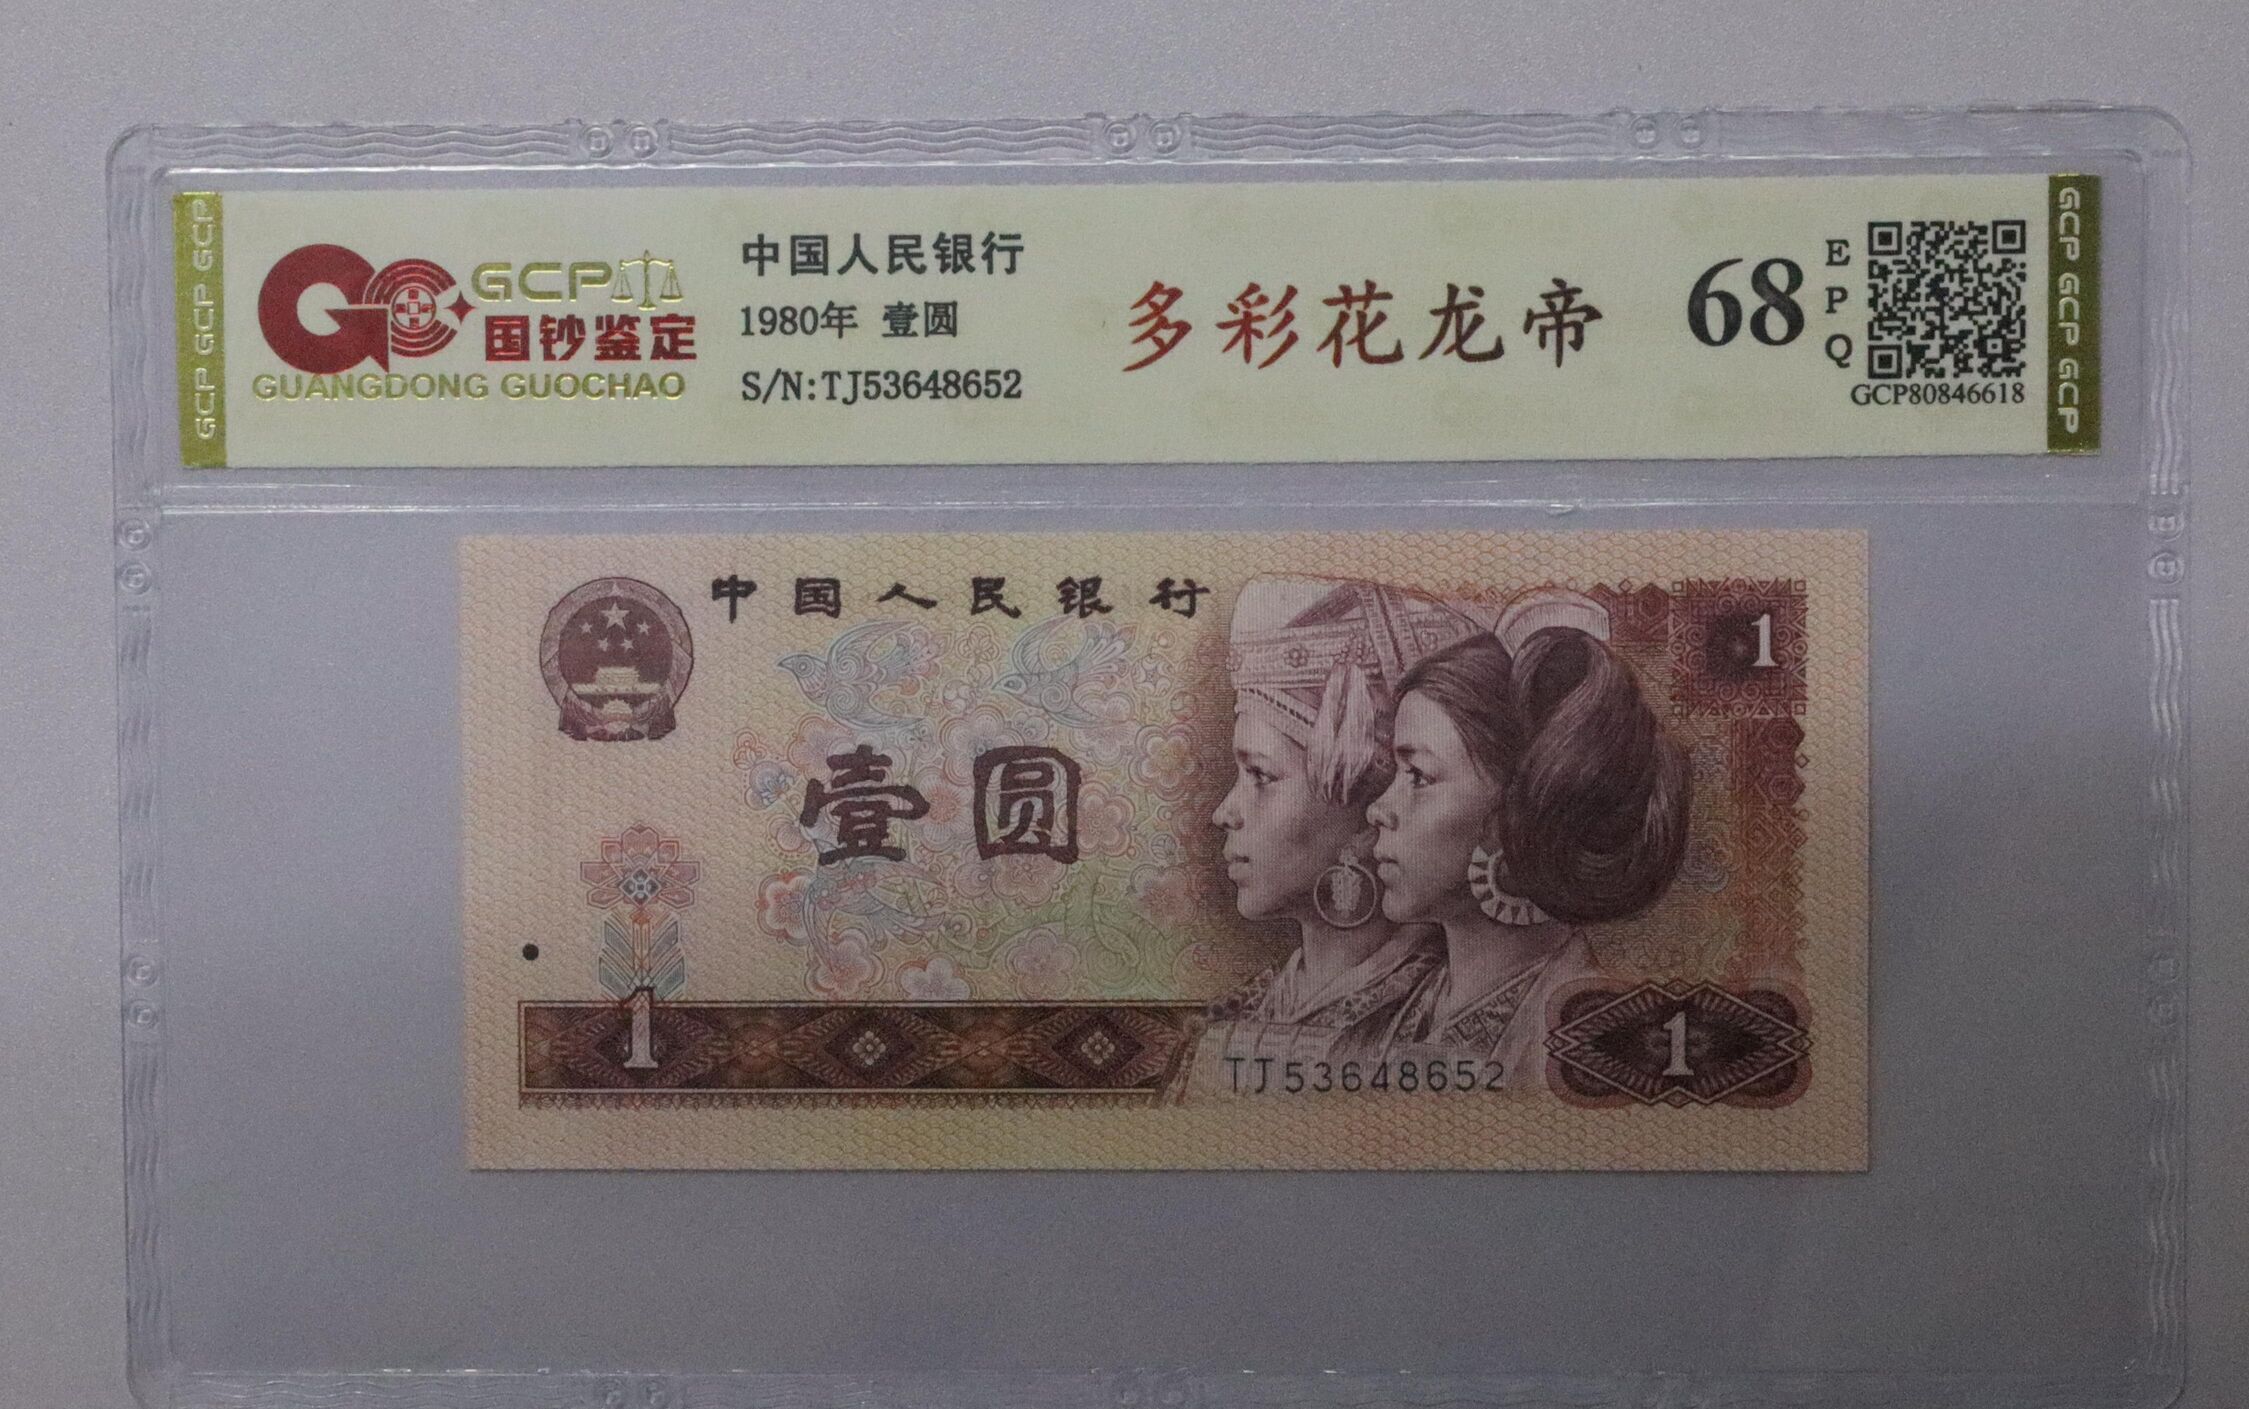 GCP GCP GCP
GCP
国钞鉴定
GUANGDONG GUOCHAO
中国人民银行
1980年 壹圆
S/N:TJ53648652
多彩花龙帝
68
EPQ
GCP80846618
GCP GCP GCP
中国人民银行
1
壹圆
1
TJ53648652
1